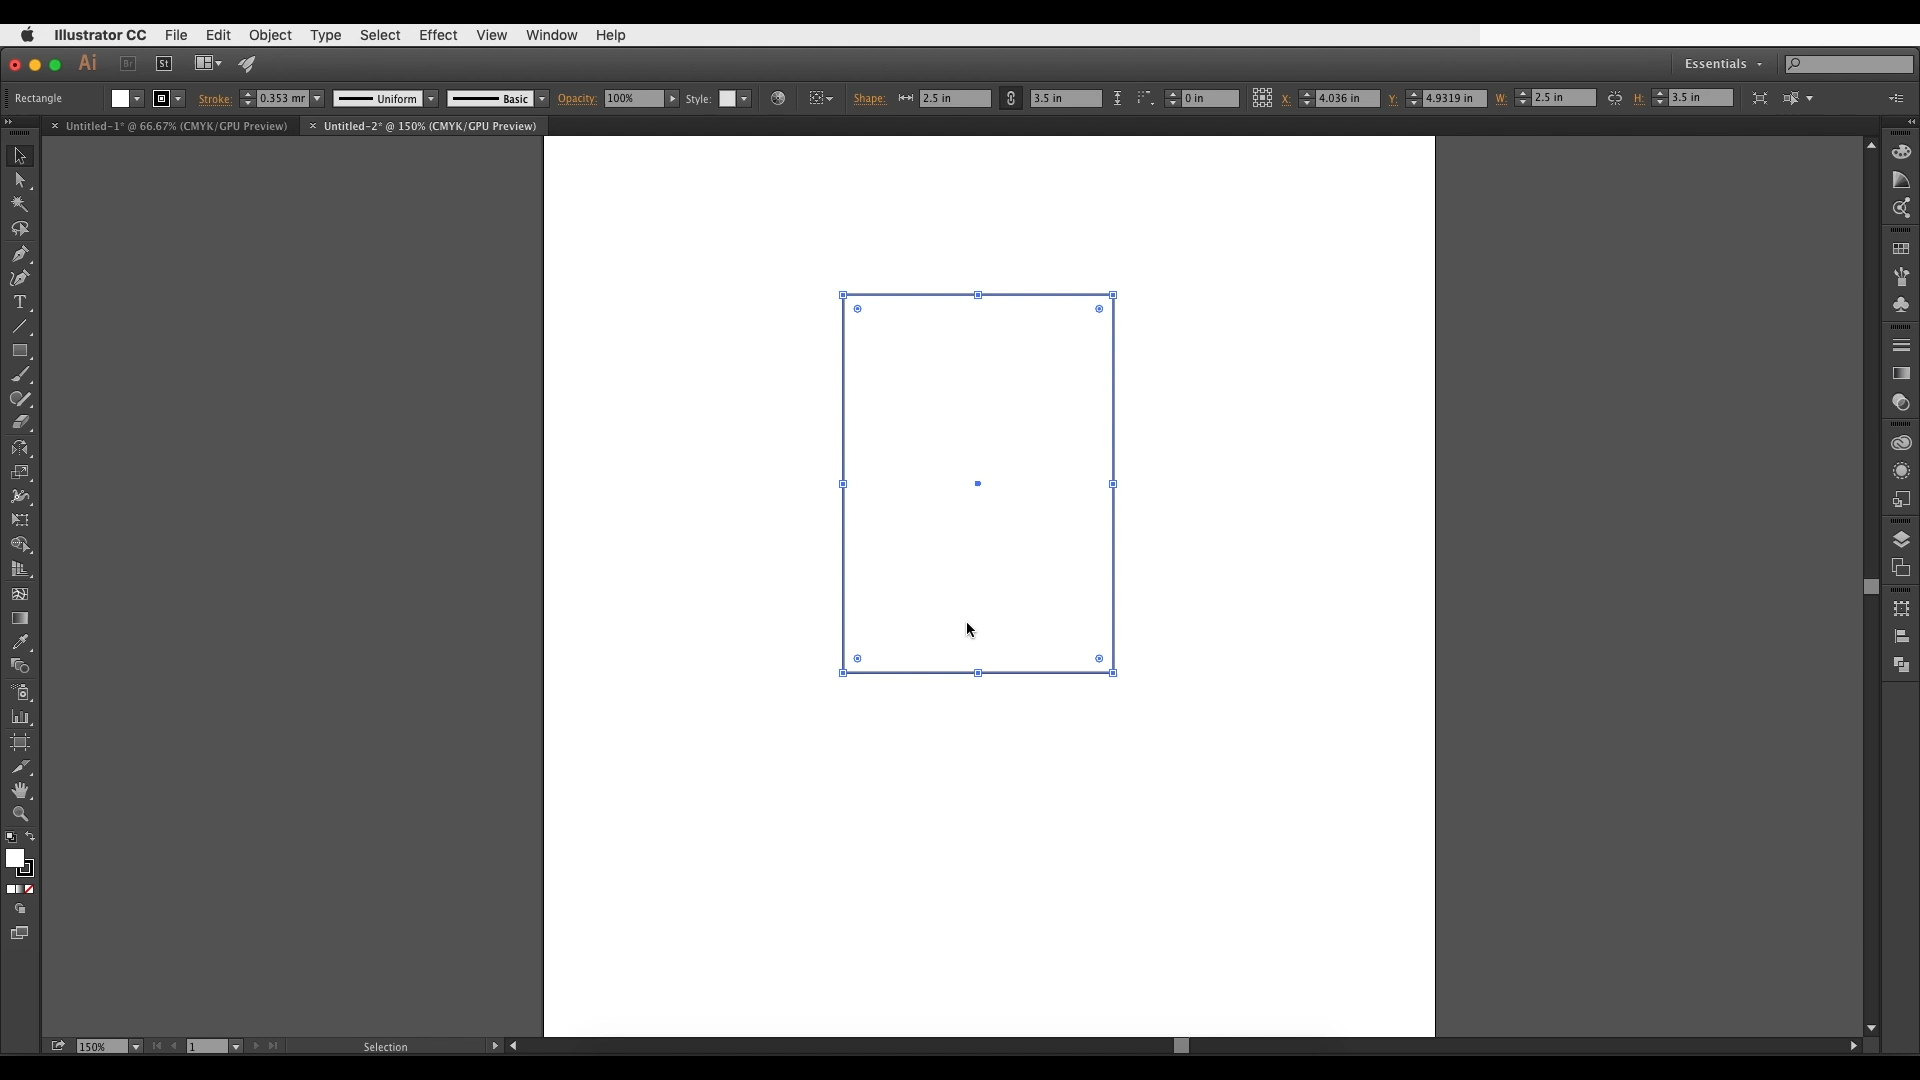 Illustrator CC File Edit Object Type Select Effect View Window Help
Ai Br St Essentials
Rectangle Stroke: 0.353 mr Uniform Basic Opacity: 100% Style: Shape: 2.5 in 3.5 in 0 in X: 4.036 in Y: 4.9319 in W: 2.5 in H: 3.5 in
× Untitled-1* @ 66.67% (CMYK/GPU Preview) × Untitled-2* @ 150% (CMYK/GPU Preview)
T
150% 1 Selection